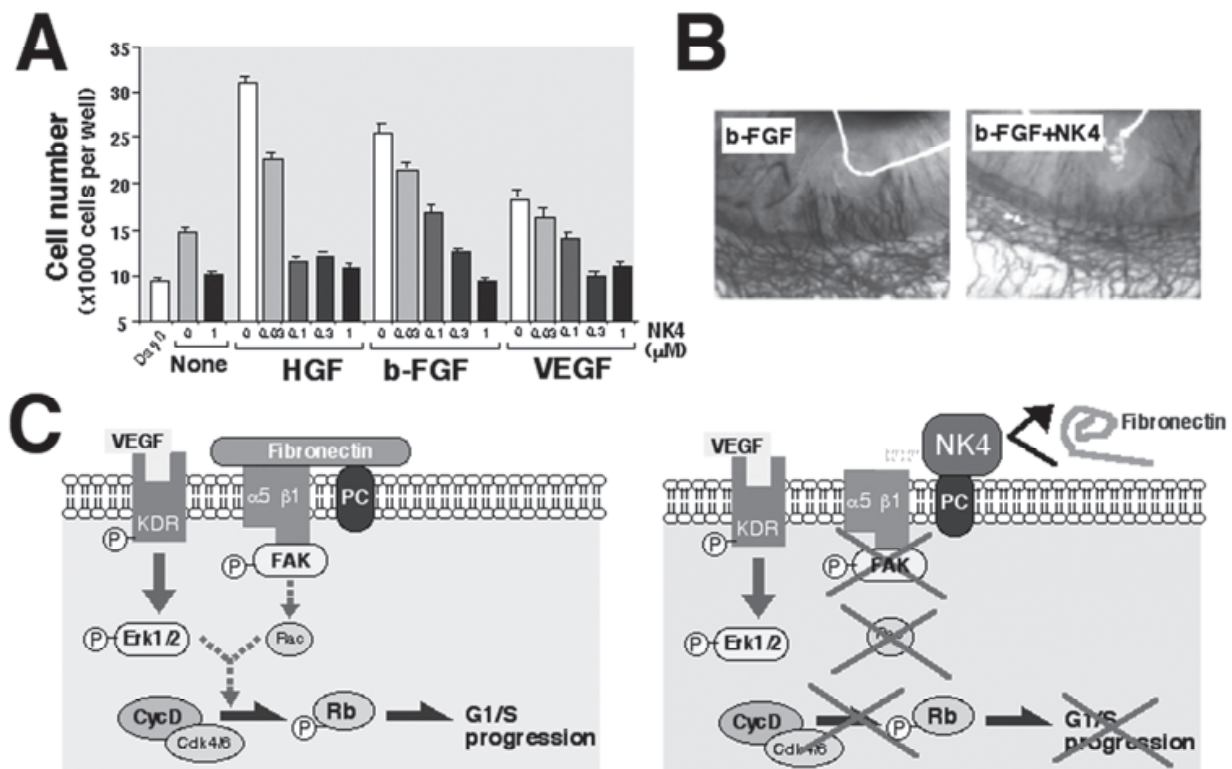 A
35
30
25
20
15
10
5
Cell number
(x1000 cells per well)
Day 0
0 1
0 0.03 0.1 0.3 1
0 0.03 0.1 0.3 1
0 0.03 0.1 0.3 1
NK4
(μM)
None
HGF
b-FGF
VEGF
B
b-FGF
b-FGF+NK4
C
VEGF
Fibronectin
α5 β1
PC
KDR
P
FAK
P
Erk1/2
P
Rac
CycD
Cdk4/6
Rb
P
G1/S
progression
NK4
Fibronectin
VEGF
α5 β1
PC
KDR
P
FAK
P
Erk1/2
P
Rac
CycD
Cdk4/6
Rb
P
G1/S
progression